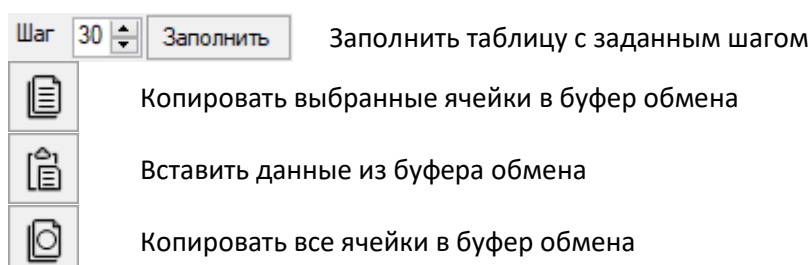 Шаг 30 Заполнить Заполнить таблицу с заданным шагом
Копировать выбранные ячейки в буфер обмена
Вставить данные из буфера обмена
Копировать все ячейки в буфер обмена